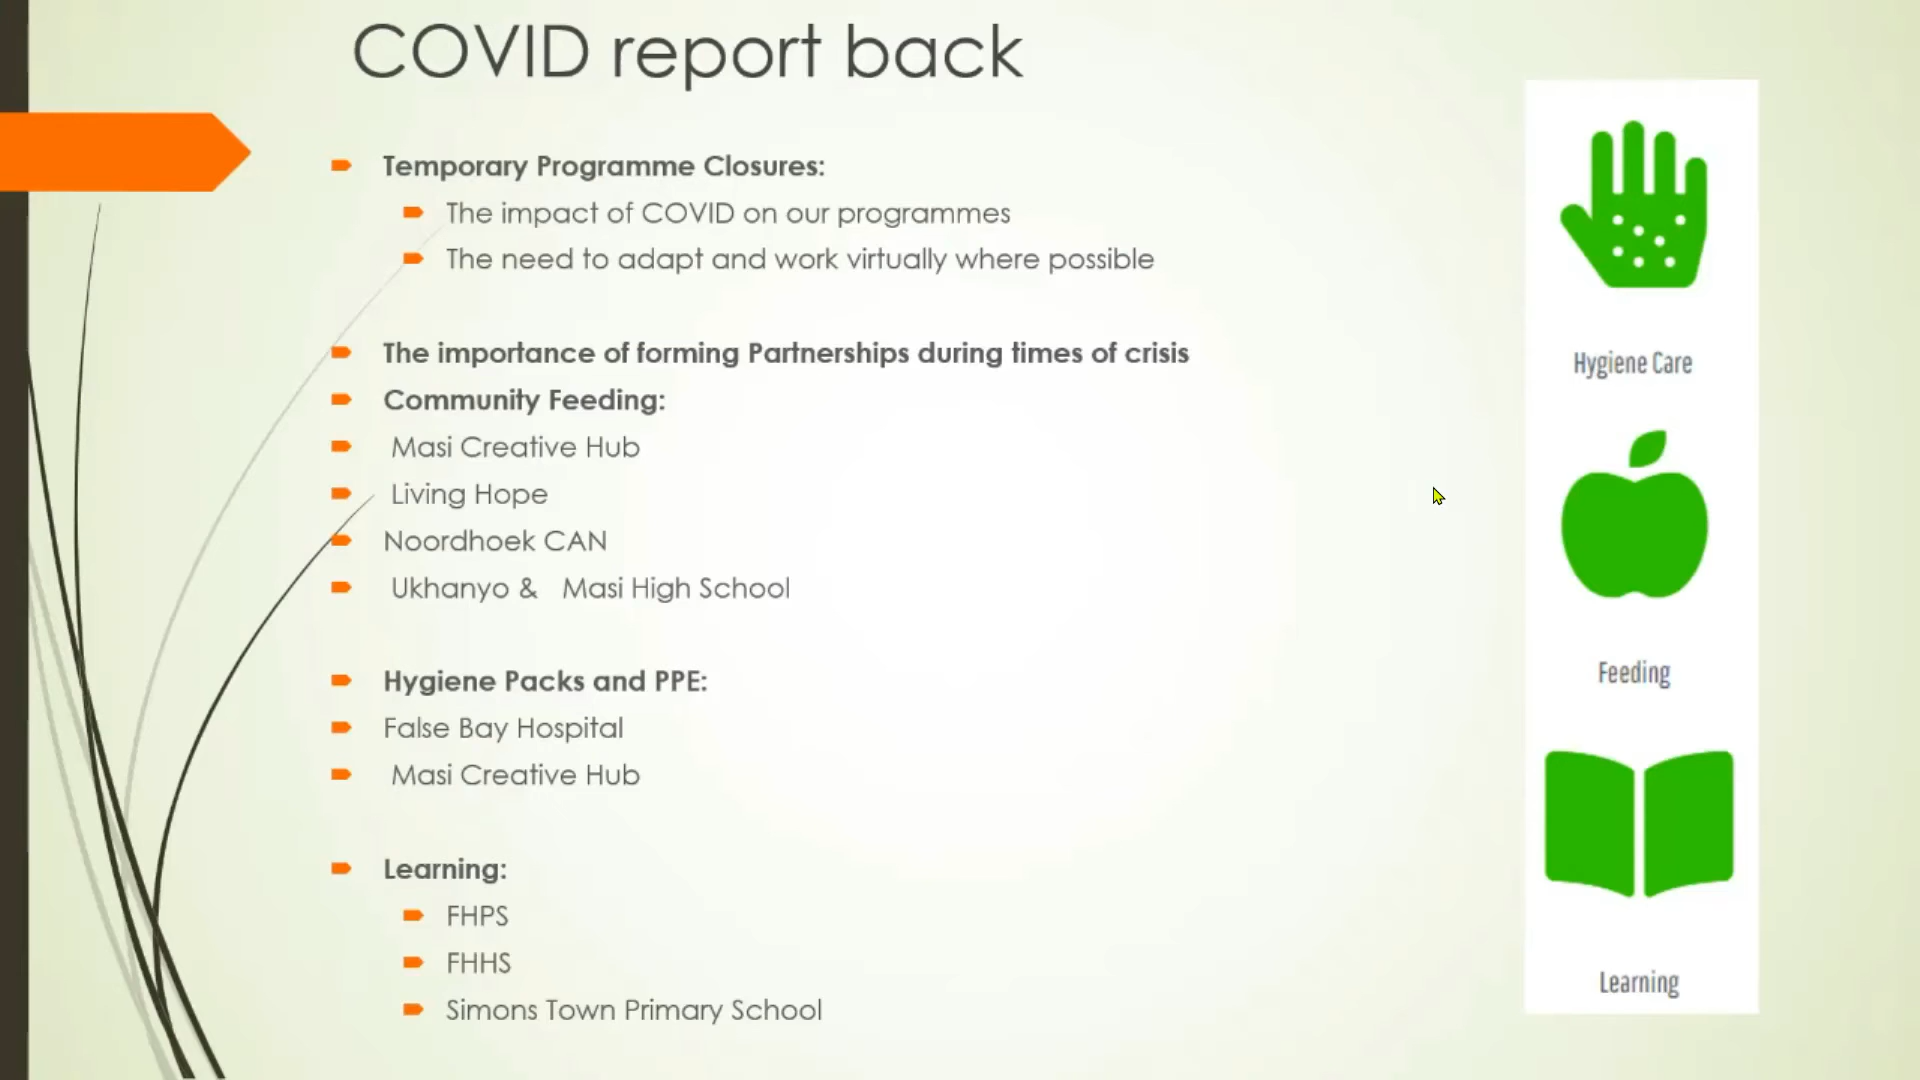 COVID report back
Temporary Programme Closures:
The impact of COVID on our programmes
The need to adapt and work virtually where possible
The importance of forming Partnerships during times of crisis
Community Feeding:
Masi Creative Hub
Living Hope
Noordhoek CAN
Ukhanyo & Masi High School
Hygiene Packs and PPE:
False Bay Hospital
Masi Creative Hub
Learning:
FHPS
FHHS
Simons Town Primary School
Hygiene Care
Feeding
Learning